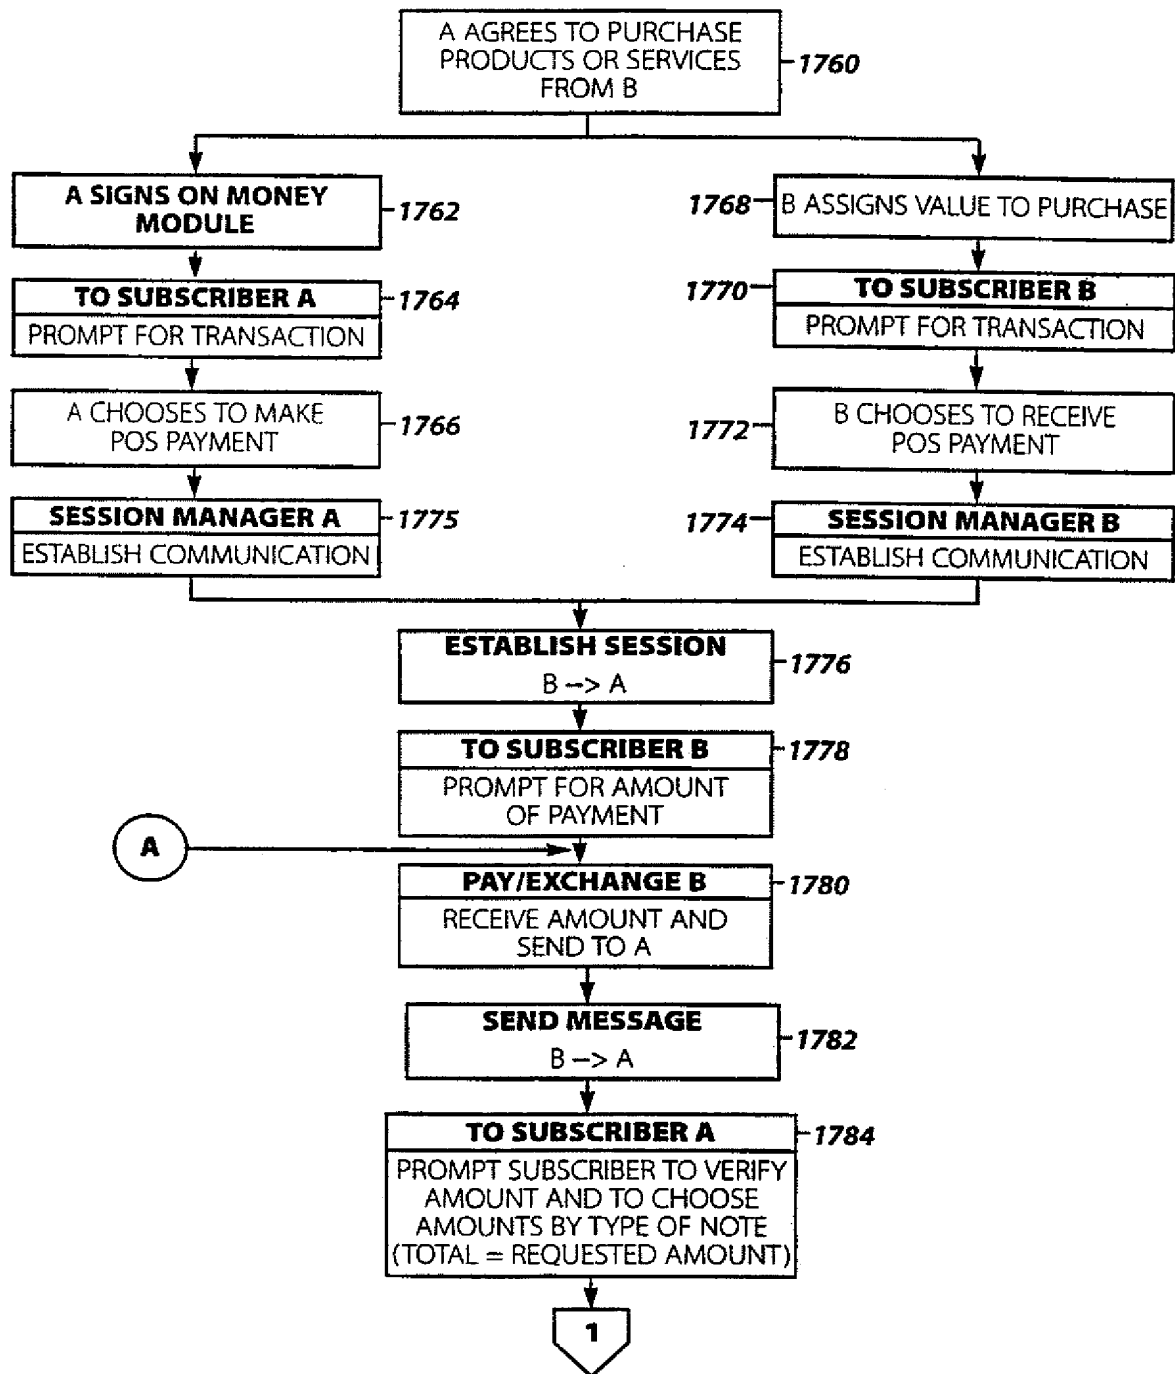 A AGREES TO PURCHASE
PRODUCTS OR SERVICES
FROM B
1760
A SIGNS ON MONEY
MODULE
1762
TO SUBSCRIBER A
PROMPT FOR TRANSACTION
1764
A CHOOSES TO MAKE
POS PAYMENT
1766
SESSION MANAGER A
ESTABLISH COMMUNICATION
1775
1768
B ASSIGNS VALUE TO PURCHASE
1770
TO SUBSCRIBER B
PROMPT FOR TRANSACTION
1772
B CHOOSES TO RECEIVE
POS PAYMENT
1774
SESSION MANAGER B
ESTABLISH COMMUNICATION
ESTABLISH SESSION
B --> A
1776
TO SUBSCRIBER B
PROMPT FOR AMOUNT
OF PAYMENT
1778
A
PAY/EXCHANGE B
RECEIVE AMOUNT AND
SEND TO A
1780
SEND MESSAGE
B --> A
1782
TO SUBSCRIBER A
PROMPT SUBSCRIBER TO VERIFY
AMOUNT AND TO CHOOSE
AMOUNTS BY TYPE OF NOTE
(TOTAL = REQUESTED AMOUNT)
1784
1